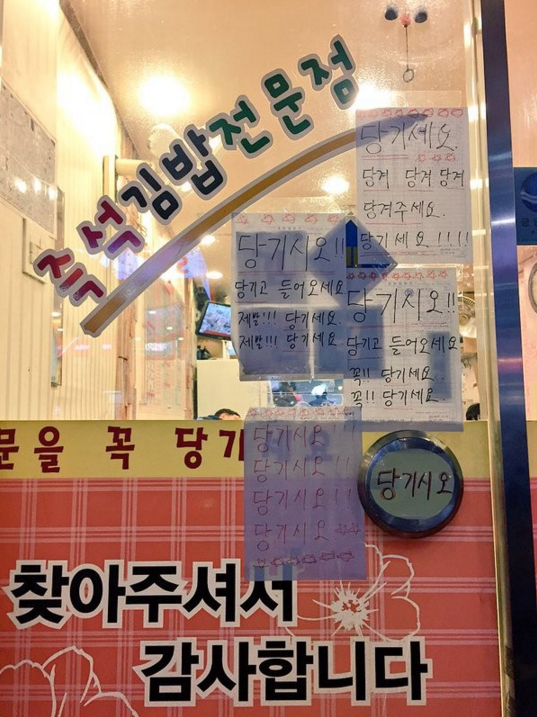 즉석김밥전문점
당기세요.
당겨 당겨 당겨
당겨주세요.
당기세요!!!!
당기시오!!
당기고 들어오세요
제발!!! 당기세요.
제발!!! 당기세요
당기시오!!
당기고 들어오세요!
꼭!! 당기세요.
꼭!! 당기세요.
당기시오!!
당기시오!!
당기시오!!
당기시오
당기시오
문을 꼭 당기
찾아주셔서
감사합니다